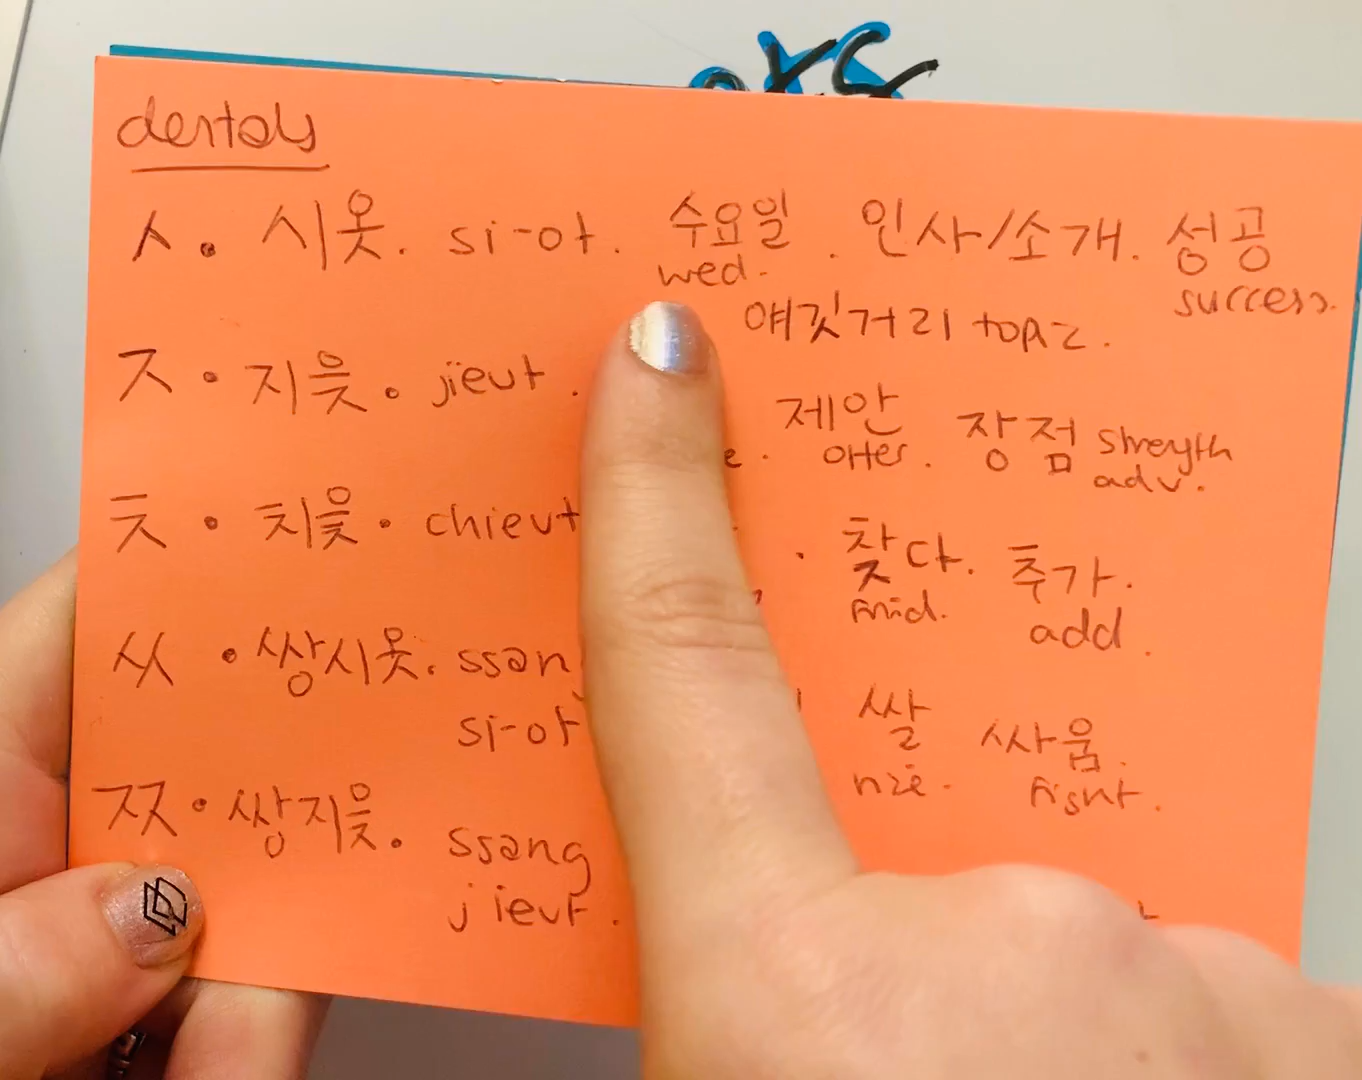 dentals
ㅅ · 시옷. si-ot. 수요일 . 인사/소개. 성공
wed. success.
얘깃거리 topic.
ㅈ · 지읒 · jieut . 제안 장점 strength
e. offer. adv.
ㅊ · 치읓 · chieut · 찾다. 추가.
find. add.
ㅆ · 쌍시옷. ssang 쌀 싸움.
si-ot rice. fight.
ㅉ · 쌍지읒. ssang
jieut.